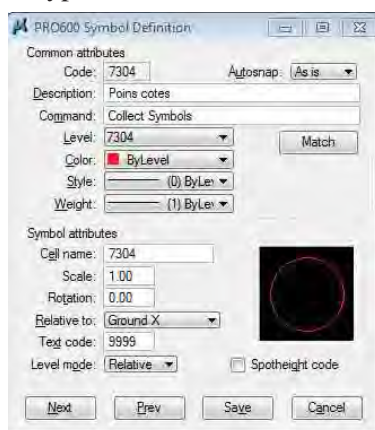 PRO600 Symbol Definition
Common attributes
Code: 7304 Autosnap: As is
Description: Poins cotes
Command: Collect Symbols
Level: 7304 Match
Color: ByLevel
Style: (0) ByLev
Weight: (1) ByLev
Symbol attributes
Cell name: 7304
Scale: 1.00
Rotation: 0.00
Relative to: Ground X
Text code: 9999
Level mode: Relative Spotheight code
Next Prev Save Cancel